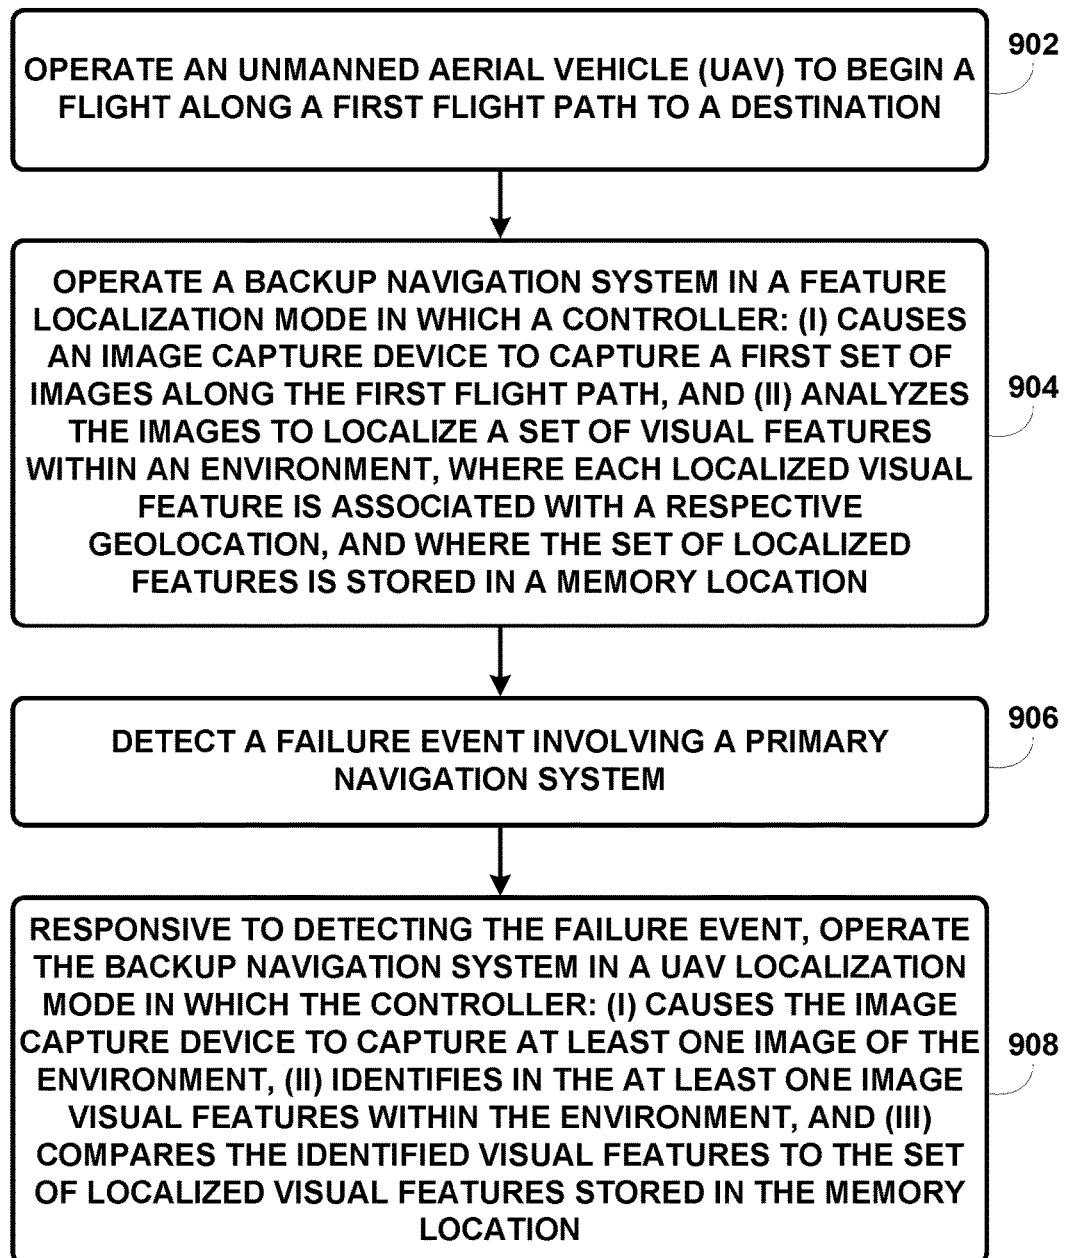 OPERATE AN UNMANNED AERIAL VEHICLE (UAV) TO BEGIN A
FLIGHT ALONG A FIRST FLIGHT PATH TO A DESTINATION
902
OPERATE A BACKUP NAVIGATION SYSTEM IN A FEATURE
LOCALIZATION MODE IN WHICH A CONTROLLER: (I) CAUSES
AN IMAGE CAPTURE DEVICE TO CAPTURE A FIRST SET OF
IMAGES ALONG THE FIRST FLIGHT PATH, AND (II) ANALYZES
THE IMAGES TO LOCALIZE A SET OF VISUAL FEATURES
WITHIN AN ENVIRONMENT, WHERE EACH LOCALIZED VISUAL
FEATURE IS ASSOCIATED WITH A RESPECTIVE
GEOLOCATION, AND WHERE THE SET OF LOCALIZED
FEATURES IS STORED IN A MEMORY LOCATION
904
DETECT A FAILURE EVENT INVOLVING A PRIMARY
NAVIGATION SYSTEM
906
RESPONSIVE TO DETECTING THE FAILURE EVENT, OPERATE
THE BACKUP NAVIGATION SYSTEM IN A UAV LOCALIZATION
MODE IN WHICH THE CONTROLLER: (I) CAUSES THE IMAGE
CAPTURE DEVICE TO CAPTURE AT LEAST ONE IMAGE OF THE
ENVIRONMENT, (II) IDENTIFIES IN THE AT LEAST ONE IMAGE
VISUAL FEATURES WITHIN THE ENVIRONMENT, AND (III)
COMPARES THE IDENTIFIED VISUAL FEATURES TO THE SET
OF LOCALIZED VISUAL FEATURES STORED IN THE MEMORY
LOCATION
908